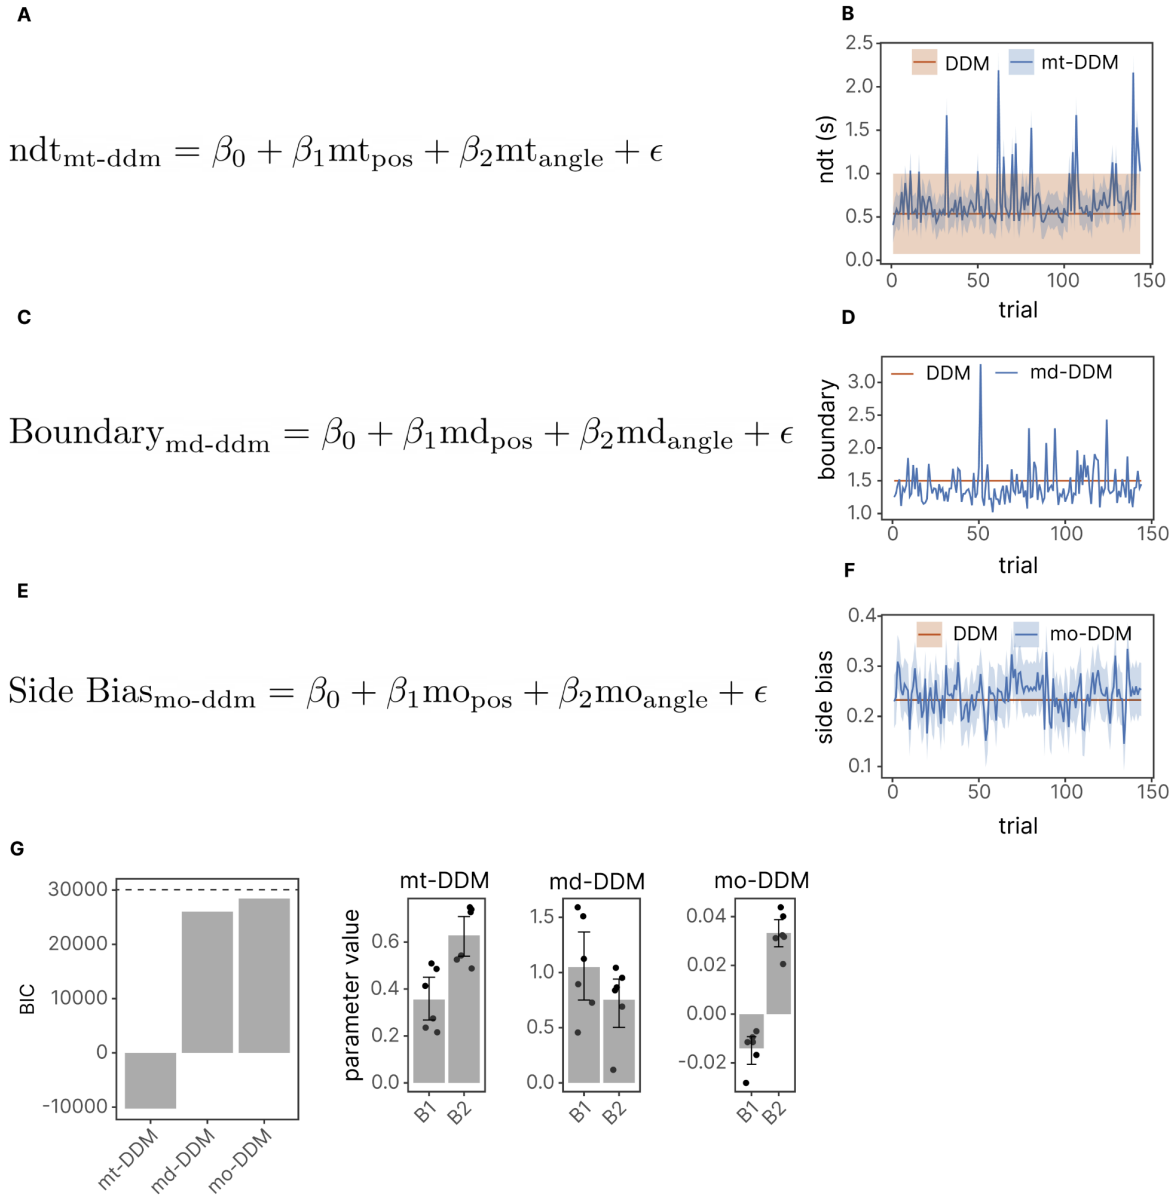 A
ndt_mt-ddm = β₀ + β₁mt_pos + β₂mt_angle + ϵ
B
DDM mt-DDM
ndt (s)
2.5
2.0
1.5
1.0
0.5
0.0
0 50 100 150
trial
C
Boundary_md-ddm = β₀ + β₁md_pos + β₂md_angle + ϵ
D
DDM md-DDM
boundary
3.0
2.5
2.0
1.5
1.0
0 50 100 150
trial
E
Side Bias_mo-ddm = β₀ + β₁mo_pos + β₂mo_angle + ϵ
F
DDM mo-DDM
side bias
0.4
0.3
0.2
0.1
0 50 100 150
trial
G
BIC
30000
20000
10000
0
-10000
mt-DDM md-DDM mo-DDM
mt-DDM
parameter value
0.6
0.4
0.2
0.0
B1 B2
md-DDM
1.5
1.0
0.5
0.0
B1 B2
mo-DDM
0.04
0.02
0.00
-0.02
B1 B2